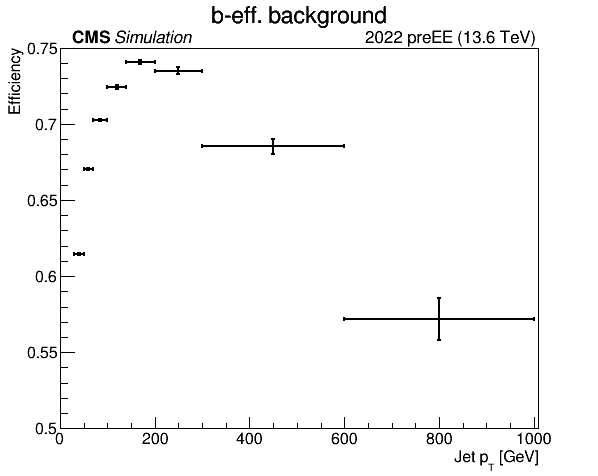 b-eff. background
CMS Simulation 2022 preEE (13.6 TeV)
Efficiency
0.75
0.7
0.65
0.6
0.55
0.5
0 200 400 600 800 1000
Jet p_T [GeV]